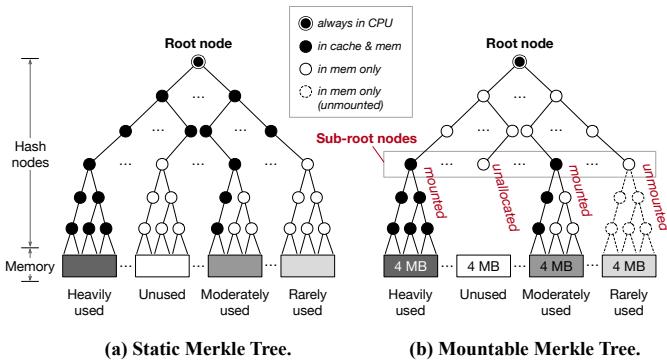 always in CPU
in cache & mem
in mem only
in mem only
(unmounted)
Root node
...
... ...
... ... ...
Hash
nodes
Memory
... ... ...
Heavily
used
Unused
Moderately
used
Rarely
used
(a) Static Merkle Tree.
Root node
...
... ...
Sub-root nodes
... ... ...
mounted
unallocated
mounted
unmounted
4 MB ... 4 MB ... 4 MB ... 4 MB
Heavily
used
Unused
Moderately
used
Rarely
used
(b) Mountable Merkle Tree.